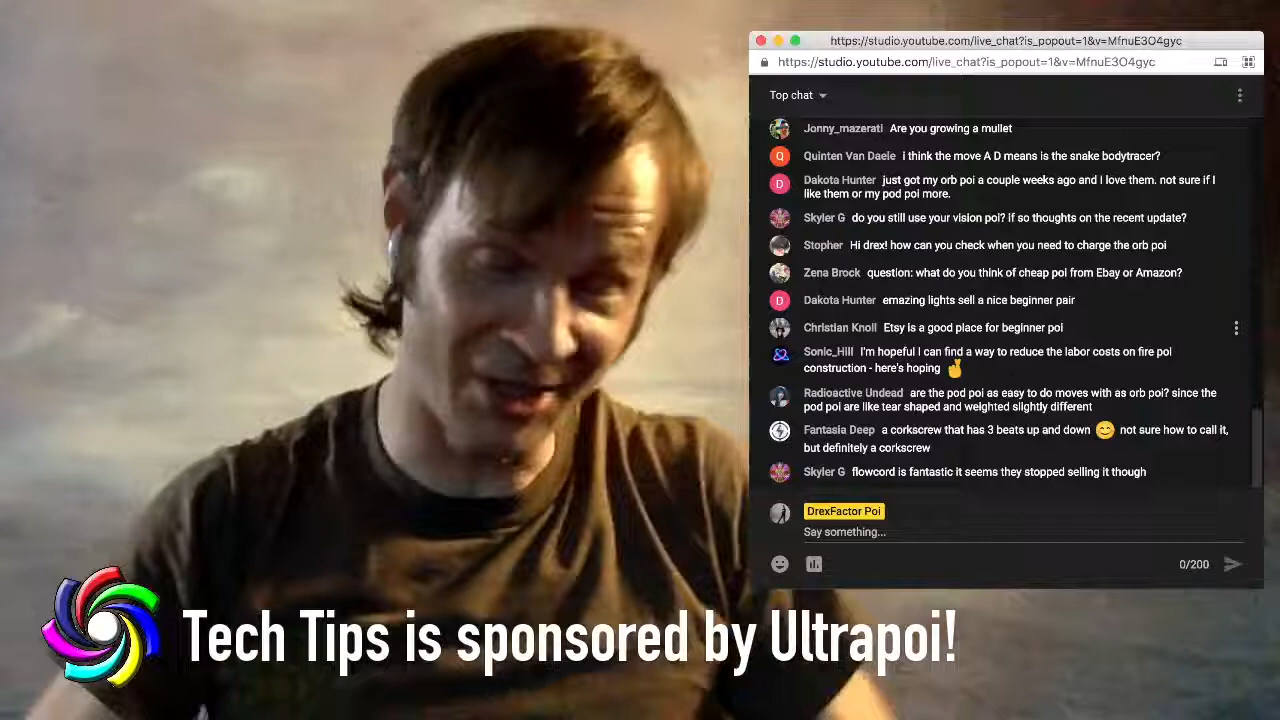 https://studio.youtube.com/live_chat?is_popout=1&v=MfnuE3O4gyc
https://studio.youtube.com/live_chat?is_popout=1&v=MfnuE3O4gyc
Top chat
Jonny_mazerati Are you growing a mullet
Quinten Van Daele i think the move A D means is the snake bodytracer?
Dakota Hunter just got my orb poi a couple weeks ago and I love them. not sure if I
like them or my pod poi more.
Skyler G do you still use your vision poi? if so thoughts on the recent update?
Stopher Hi drex! how can you check when you need to charge the orb poi
Zena Brock question: what do you think of cheap poi from Ebay or Amazon?
Dakota Hunter emazing lights sell a nice beginner pair
Christian Knoll Etsy is a good place for beginner poi
Sonic_Hill I'm hopeful I can find a way to reduce the labor costs on fire poi
construction - here's hoping 🤞
Radioactive Undead are the pod poi as easy to do moves with as orb poi? since the
pod poi are like tear shaped and weighted slightly different
Fantasia Deep a corkscrew that has 3 beats up and down 😊 not sure how to call it,
but definitely a corkscrew
Skyler G flowcord is fantastic it seems they stopped selling it though
DrexFactor Poi
Say something...
0/200
Tech Tips is sponsored by Ultrapoi!